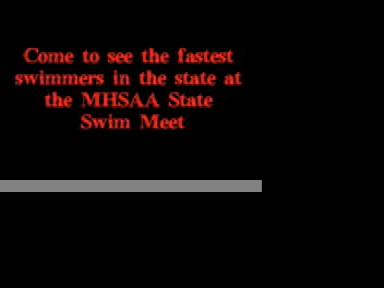 Come to see the fastest
swimmers in the state at
the MHSAA State
Swim Meet